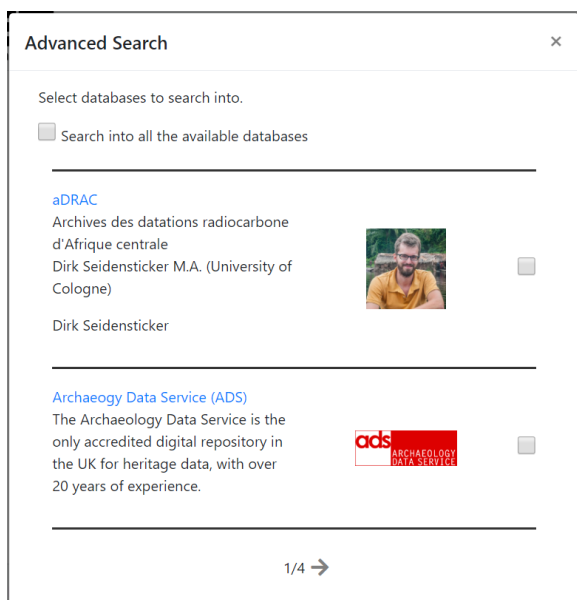 Advanced Search
×
Select databases to search into.
Search into all the available databases
aDRAC
Archives des datations radiocarbone
d'Afrique centrale
Dirk Seidensticker M.A. (University of
Cologne)
Dirk Seidensticker
Archaeogy Data Service (ADS)
The Archaeology Data Service is the
only accredited digital repository in
the UK for heritage data, with over
20 years of experience.
ads
ARCHAEOLOGY
DATA SERVICE
1/4